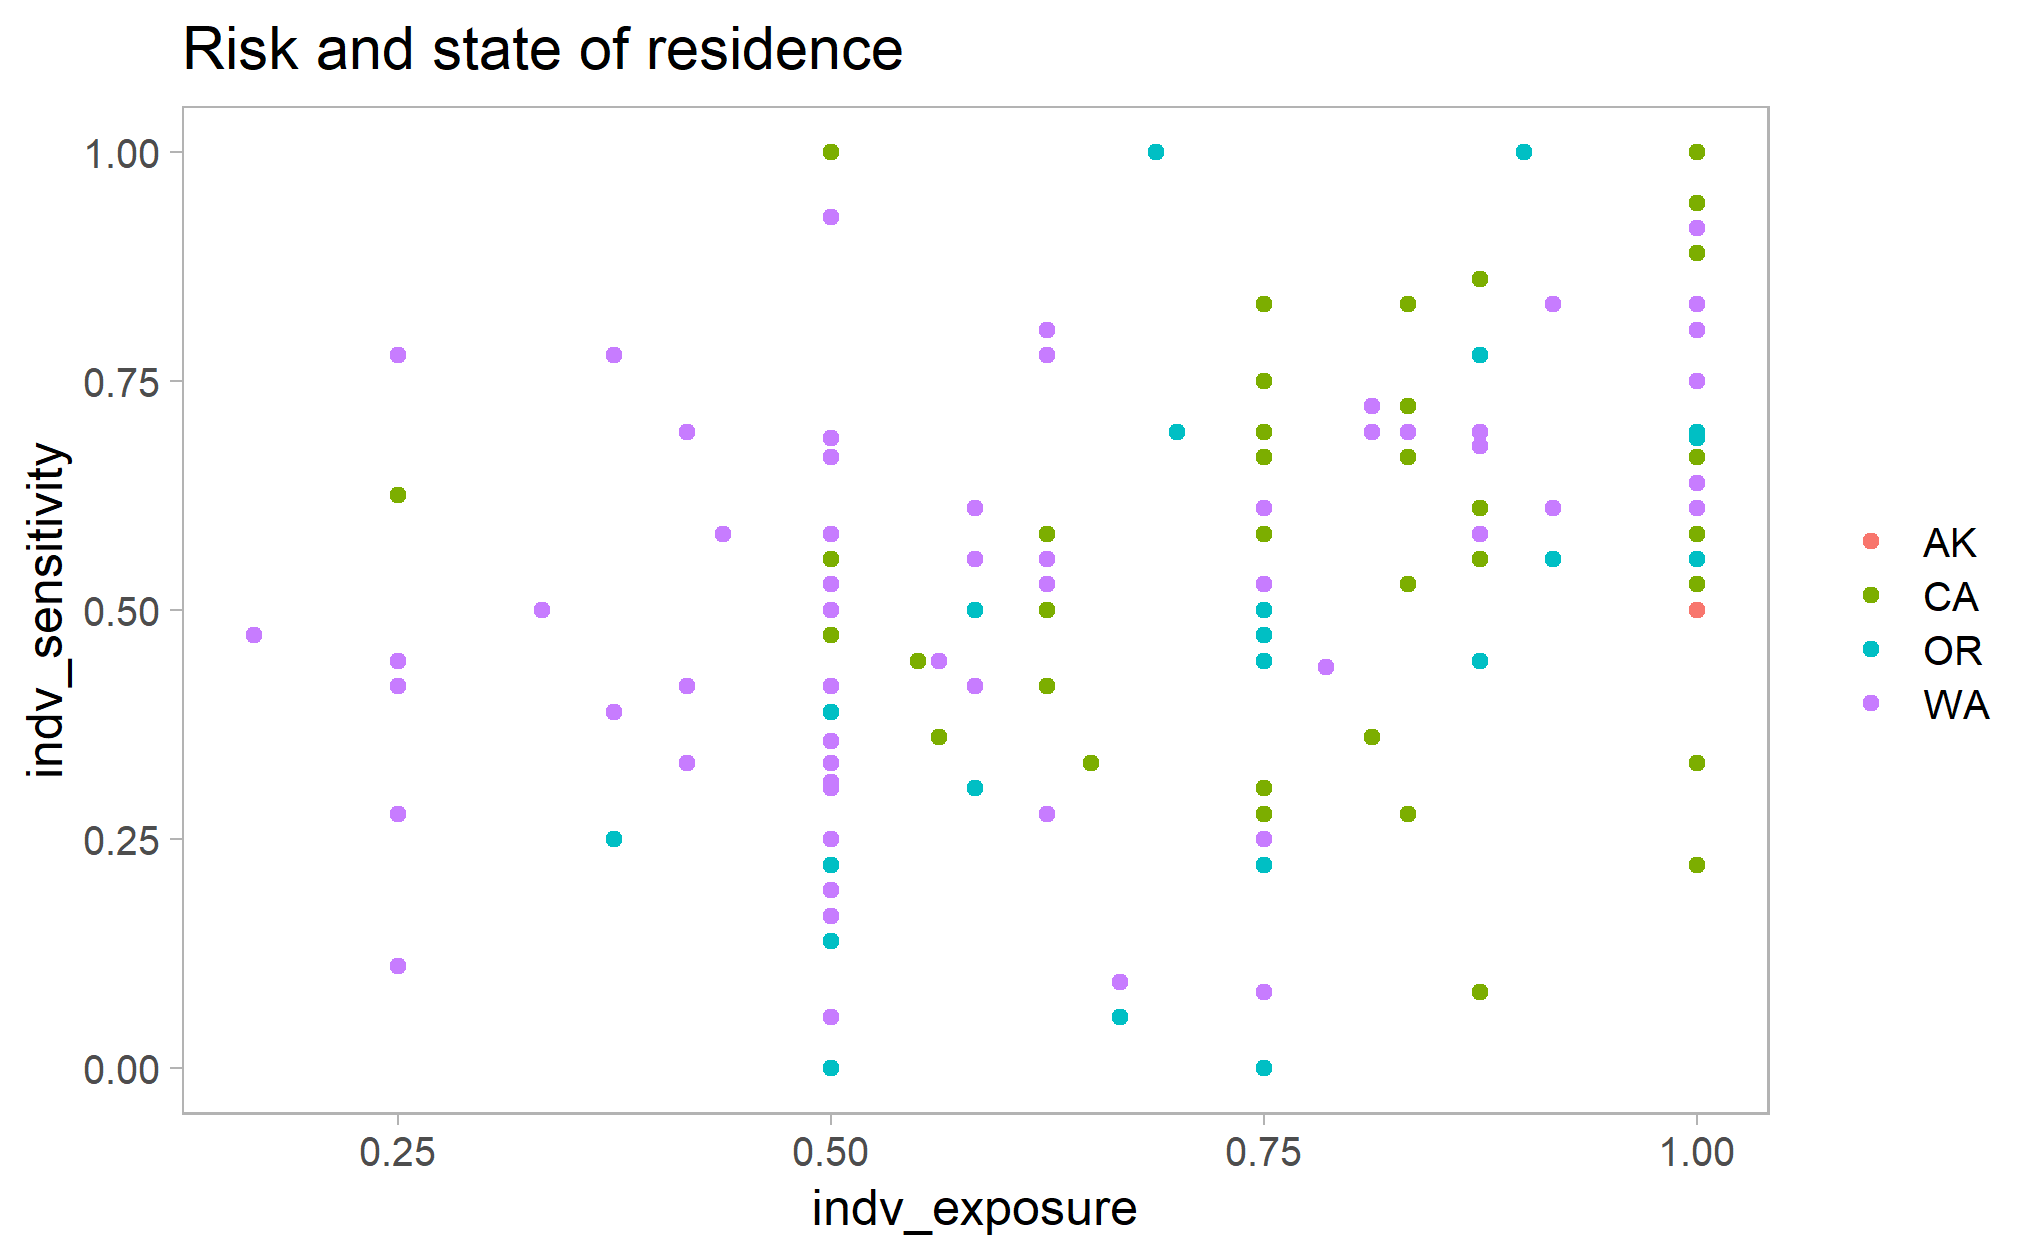 Risk and state of residence
1.00
0.75
0.50
0.25
0.00
indv_sensitivity
0.25
0.50
0.75
1.00
indv_exposure
AK
CA
OR
WA